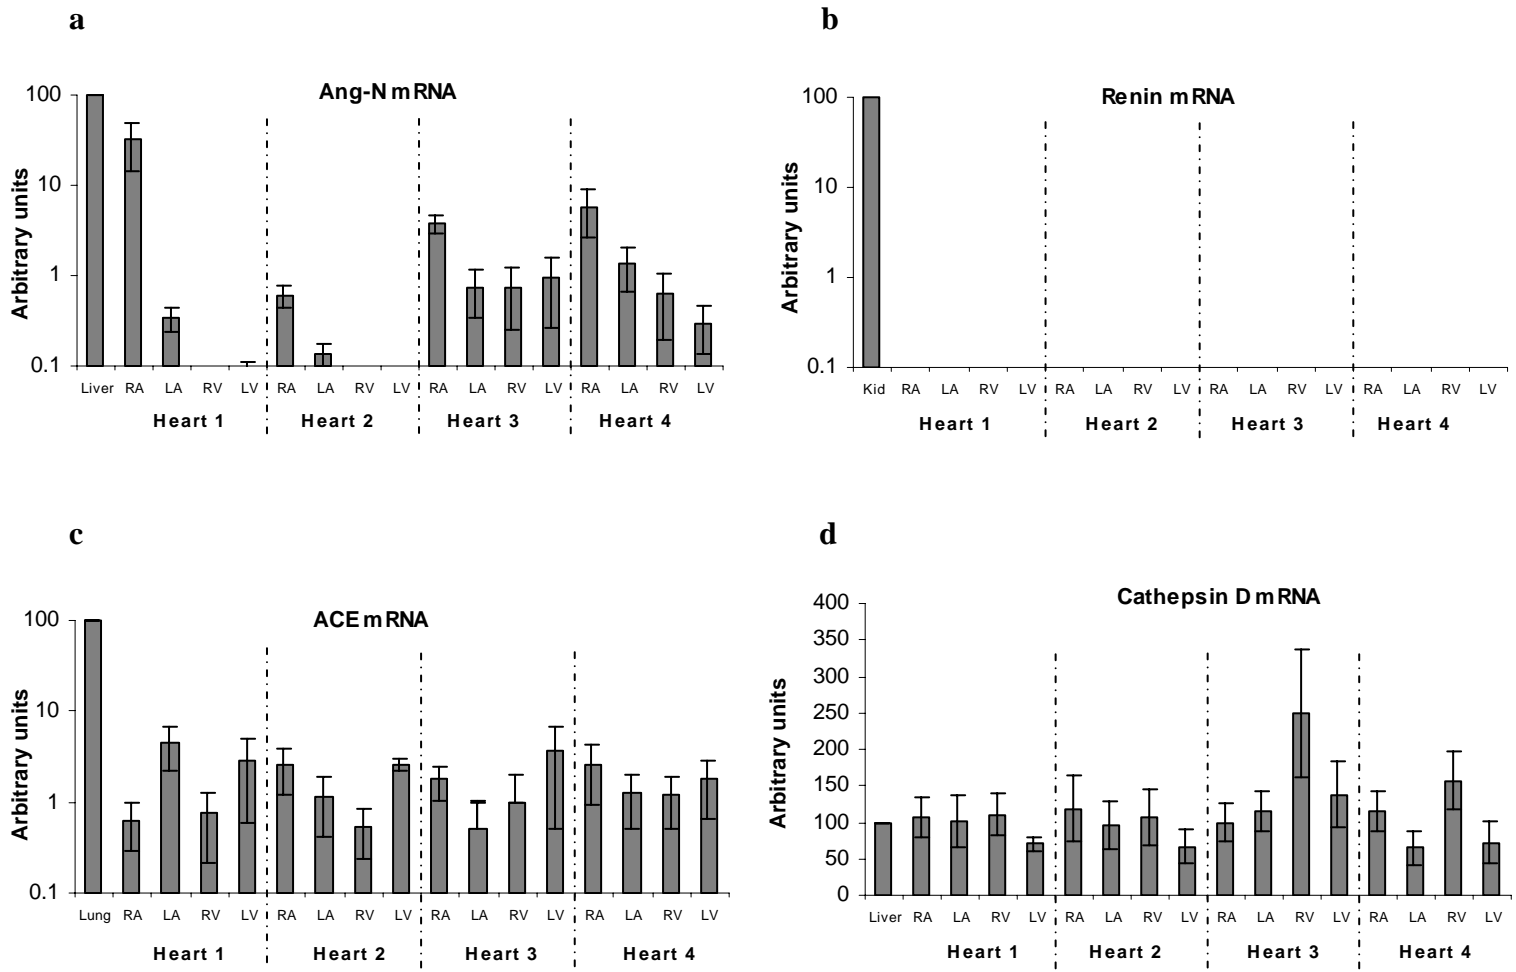 a
Ang-N mRNA
Arbitrary units
100
10
1
0.1
Liver RA LA RV LV RA LA RV LV RA LA RV LV RA LA RV LV
Heart 1 Heart 2 Heart 3 Heart 4
b
Renin mRNA
Arbitrary units
100
10
1
0.1
Kid RA LA RV LV RA LA RV LV RA LA RV LV RA LA RV LV
Heart 1 Heart 2 Heart 3 Heart 4
c
ACE mRNA
Arbitrary units
100
10
1
0.1
Lung RA LA RV LV RA LA RV LV RA LA RV LV RA LA RV LV
Heart 1 Heart 2 Heart 3 Heart 4
d
Cathepsin D mRNA
Arbitrary units
400
350
300
250
200
150
100
50
0
Liver RA LA RV LV RA LA RV LV RA LA RV LV RA LA RV LV
Heart 1 Heart 2 Heart 3 Heart 4